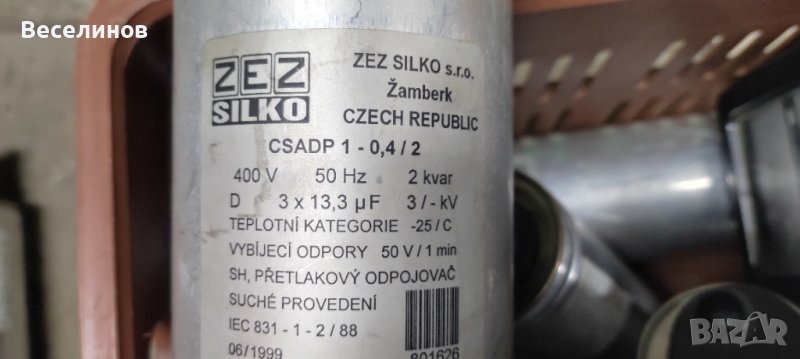 Веселинов
ZEZ
SILKO
ZEZ SILKO s.r.o.
Žamberk
CZECH REPUBLIC
CSADP 1 - 0,4 / 2
400 V 50 Hz 2 kvar
D 3 x 13,3 µF 3 / - kV
TEPLOTNÍ KATEGORIE -25 / C
VYBÍJECÍ ODPORY 50 V / 1 min
SH, PŘETLAKOVÝ ODPOJOVAČ
SUCHÉ PROVEDENÍ
IEC 831 - 1 - 2 / 88
06/1999 801626
BAZAR